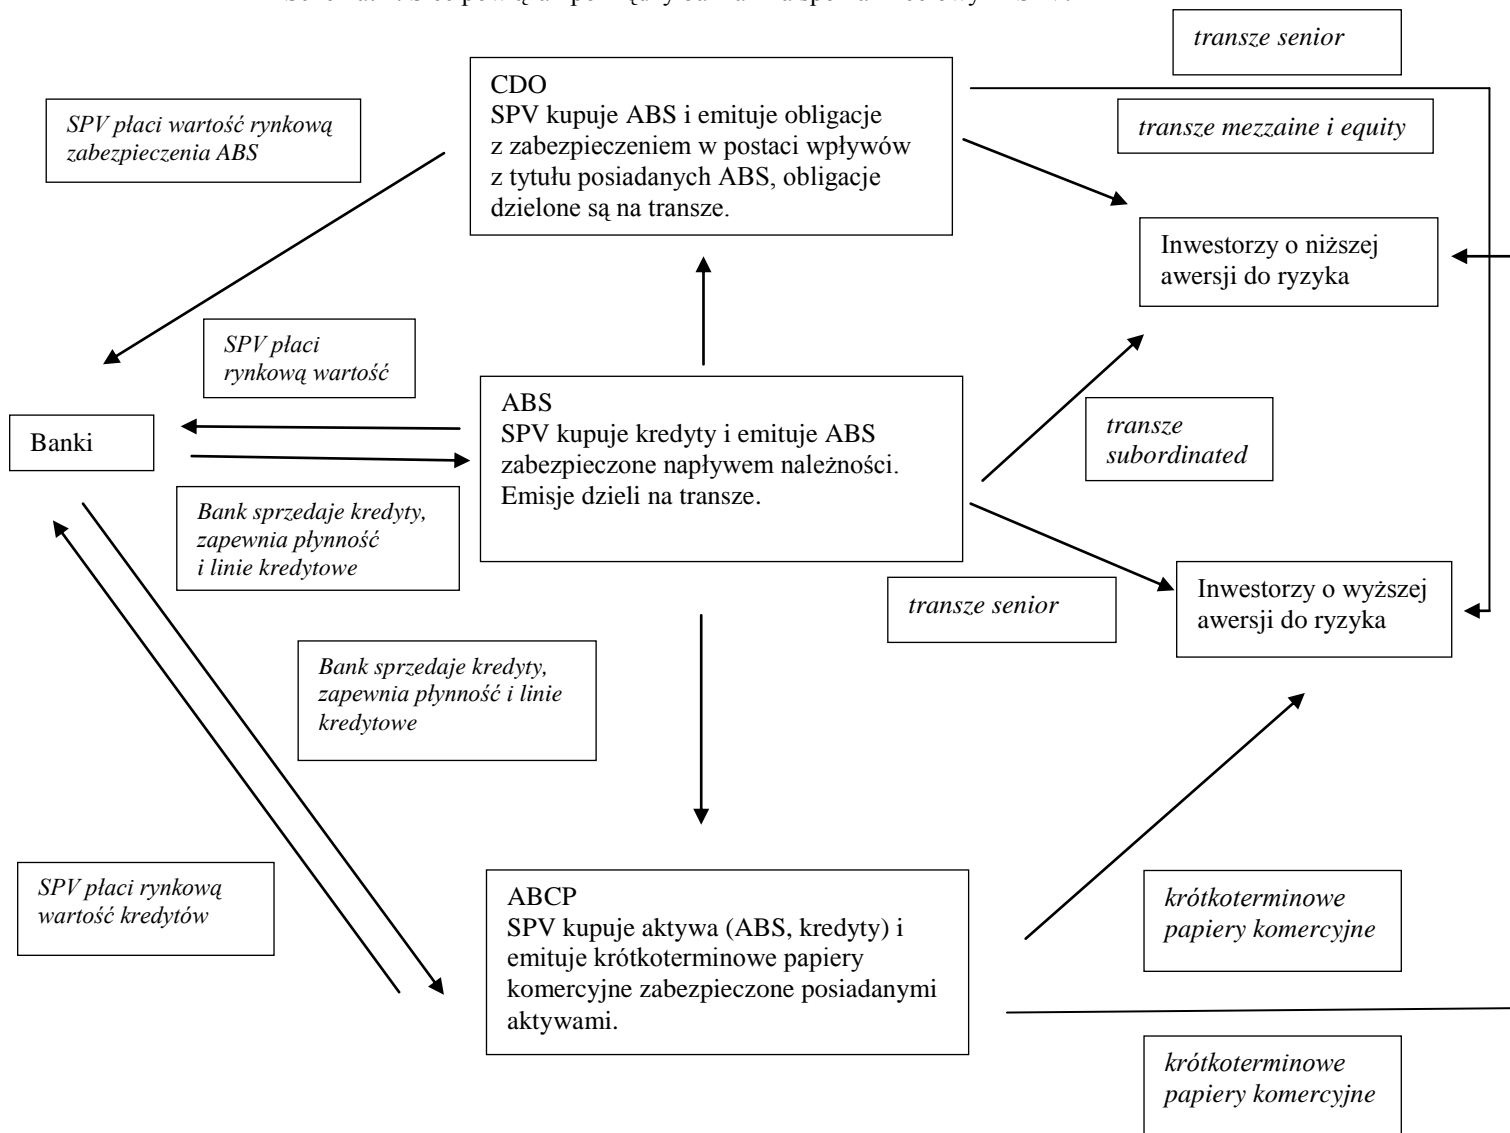 transze senior
CDO
SPV kupuje ABS i emituje obligacje
z zabezpieczeniem w postaci wpływów
z tytułu posiadanych ABS, obligacje
dzielone są na transze.
SPV płaci wartość rynkową
zabezpieczenia ABS
transze mezzaine i equity
Inwestorzy o niższej
awersji do ryzyka
SPV płaci
rynkową wartość
Banki
ABS
SPV kupuje kredyty i emituje ABS
zabezpieczone napływem należności.
Emisje dzieli na transze.
transze
subordinated
Bank sprzedaje kredyty,
zapewnia płynność
i linie kredytowe
transze senior
Inwestorzy o wyższej
awersji do ryzyka
Bank sprzedaje kredyty,
zapewnia płynność i linie
kredytowe
SPV płaci rynkową
wartość kredytów
ABCP
SPV kupuje aktywa (ABS, kredyty) i
emituje krótkoterminowe papiery
komercyjne zabezpieczone posiadanymi
aktywami.
krótkoterminowe
papiery komercyjne
krótkoterminowe
papiery komercyjne